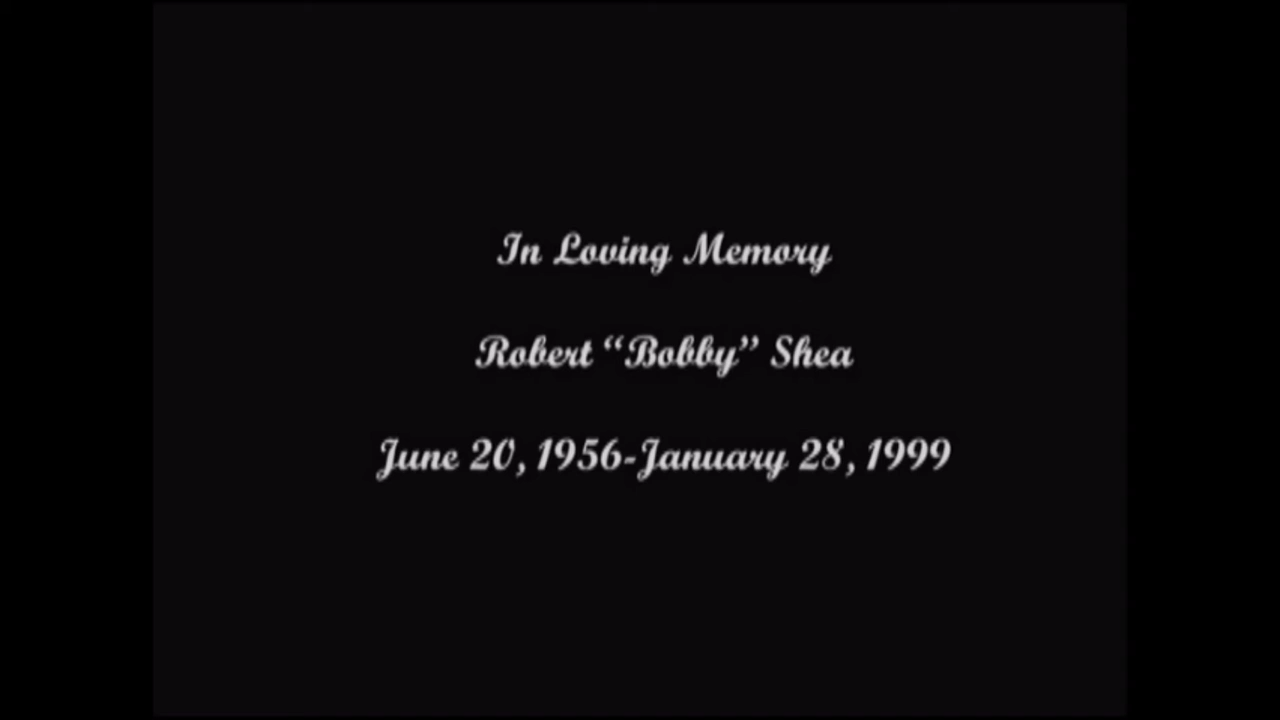 In Loving Memory
Robert “Bobby” Shea
June 20, 1956-January 28, 1999